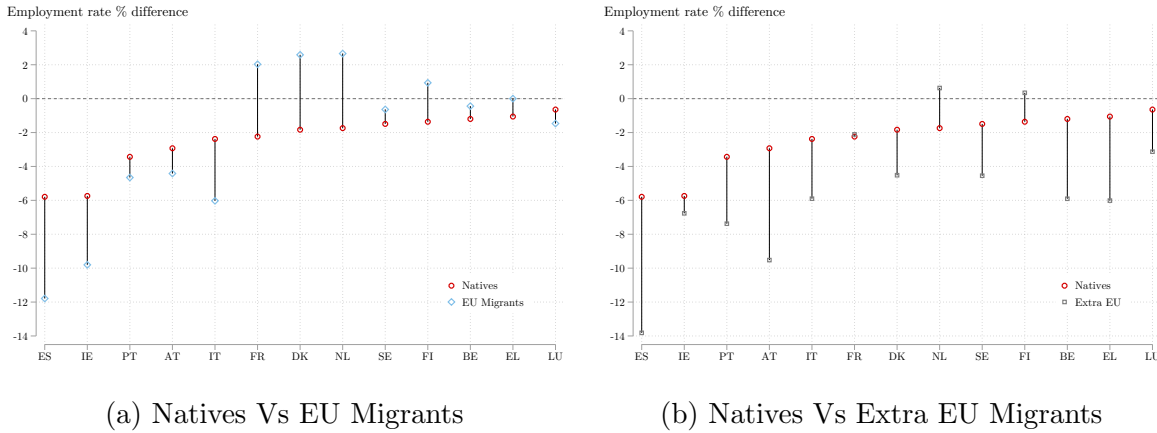 Employment rate % difference
4
2
0
-2
-4
-6
-8
-10
-12
-14
Natives
EU Migrants
ES IE PT AT IT FR DK NL SE FI BE EL LU
(a) Natives Vs EU Migrants
Employment rate % difference
4
2
0
-2
-4
-6
-8
-10
-12
-14
Natives
Extra EU
ES IE PT AT IT FR DK NL SE FI BE EL LU
(b) Natives Vs Extra EU Migrants